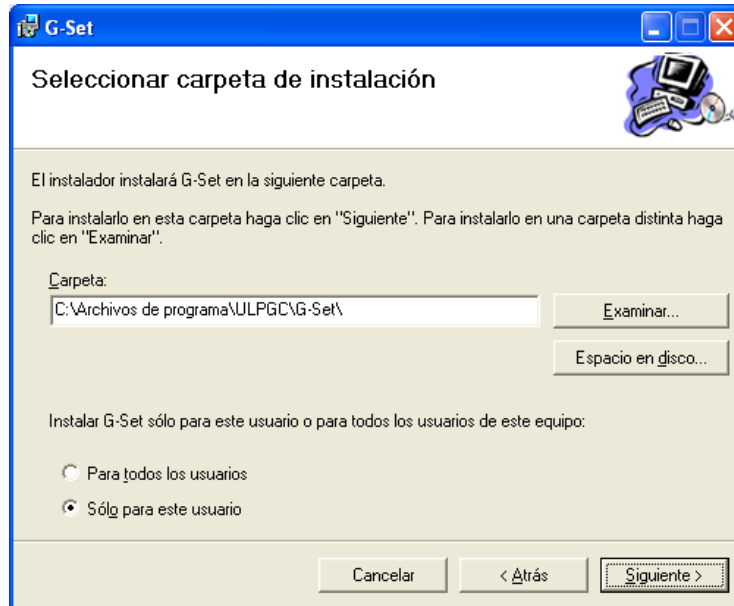 G-Set
Seleccionar carpeta de instalación
El instalador instalará G-Set en la siguiente carpeta.
Para instalarlo en esta carpeta haga clic en "Siguiente". Para instalarlo en una carpeta distinta haga
clic en "Examinar".
Carpeta:
C:\Archivos de programa\ULPGC\G-Set\
Examinar...
Espacio en disco...
Instalar G-Set sólo para este usuario o para todos los usuarios de este equipo:
Para todos los usuarios
Sólo para este usuario
Cancelar
< Atrás
Siguiente >